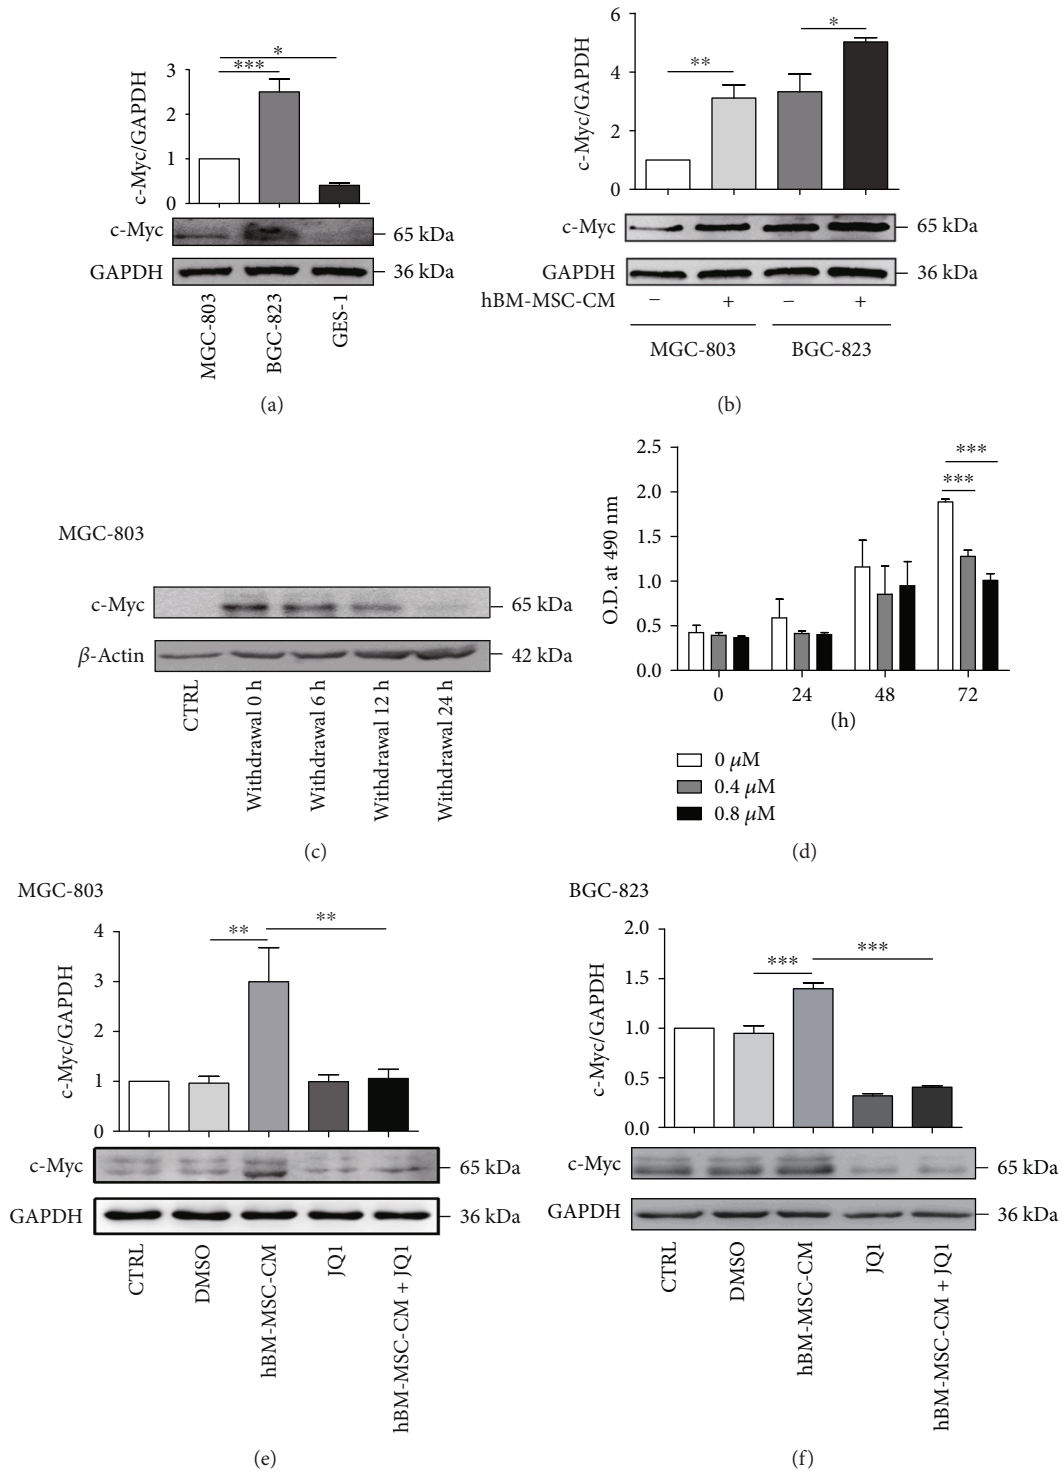 * 
***
3
2
1
0
c-Myc/GAPDH
c-Myc
65 kDa
GAPDH
36 kDa
MGC-803
BGC-823
GES-1
(a)
*
**
6
4
2
0
c-Myc/GAPDH
c-Myc
65 kDa
GAPDH
36 kDa
hBM-MSC-CM − + − +
MGC-803 BGC-823
(b)
MGC-803
c-Myc
65 kDa
β-Actin
42 kDa
CTRL
Withdrawal 0 h
Withdrawal 6 h
Withdrawal 12 h
Withdrawal 24 h
(c)
***
***
2.5
2.0
1.5
1.0
0.5
0.0
O.D. at 490 nm
0 24 48 72
(h)
0 μM
0.4 μM
0.8 μM
(d)
MGC-803
** **
4
3
2
1
0
c-Myc/GAPDH
c-Myc
65 kDa
GAPDH
36 kDa
CTRL
DMSO
hBM-MSC-CM
JQ1
hBM-MSC-CM + JQ1
(e)
BGC-823
*** ***
2.0
1.5
1.0
0.5
0.0
c-Myc/GAPDH
c-Myc
65 kDa
GAPDH
36 kDa
CTRL
DMSO
hBM-MSC-CM
JQ1
hBM-MSC-CM + JQ1
(f)